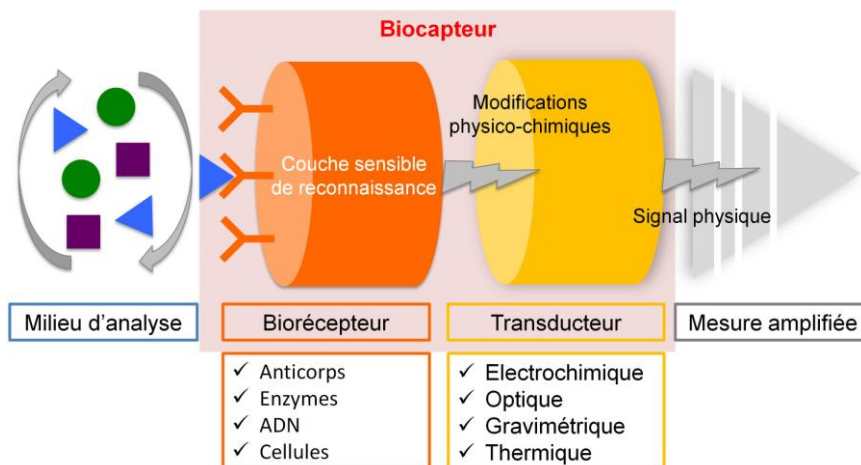 Biocapteur
Modifications
physico-chimiques
Couche sensible
de reconnaissance
Signal physique
Milieu d'analyse
Biorécepteur
Transducteur
Mesure amplifiée
✓ Anticorps
✓ Enzymes
✓ ADN
✓ Cellules
✓ Electrochimique
✓ Optique
✓ Gravimétrique
✓ Thermique